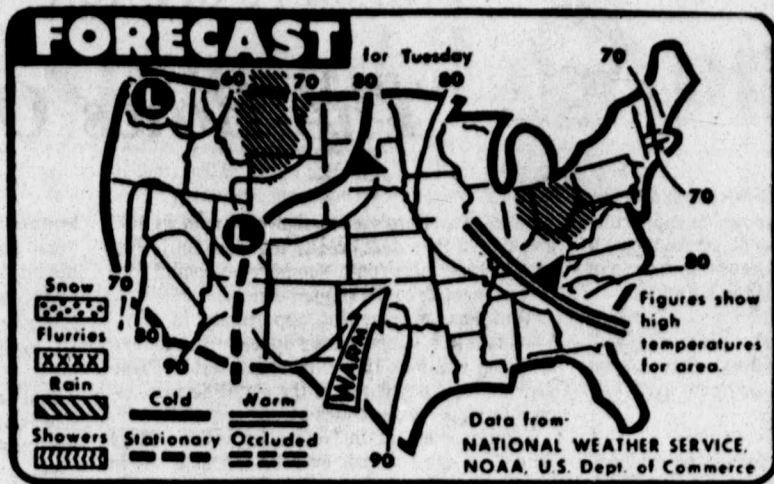 FORECAST
for Tuesday
60 70 80 80 70
L
L
70
70
80
80
90
WARM
90
Snow
Flurries
XXXX
Rain
Showers
Cold Warm
Stationary Occluded
Figures show
high
temperatures
for area.
Data from
NATIONAL WEATHER SERVICE,
NOAA, U.S. Dept. of Commerce